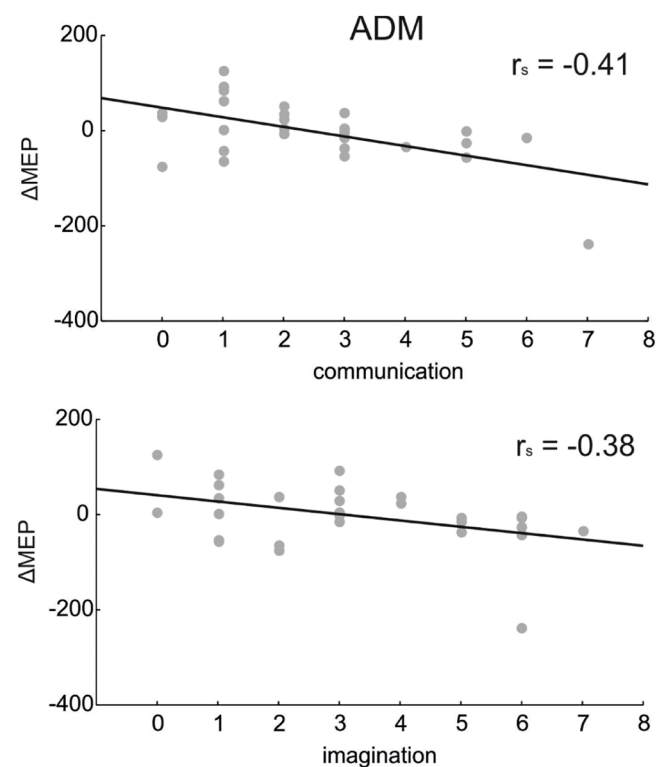 ADM
rₛ = -0.41
200
0
-200
-400
ΔMEP
0 1 2 3 4 5 6 7 8
communication
rₛ = -0.38
200
0
-200
-400
ΔMEP
0 1 2 3 4 5 6 7 8
imagination